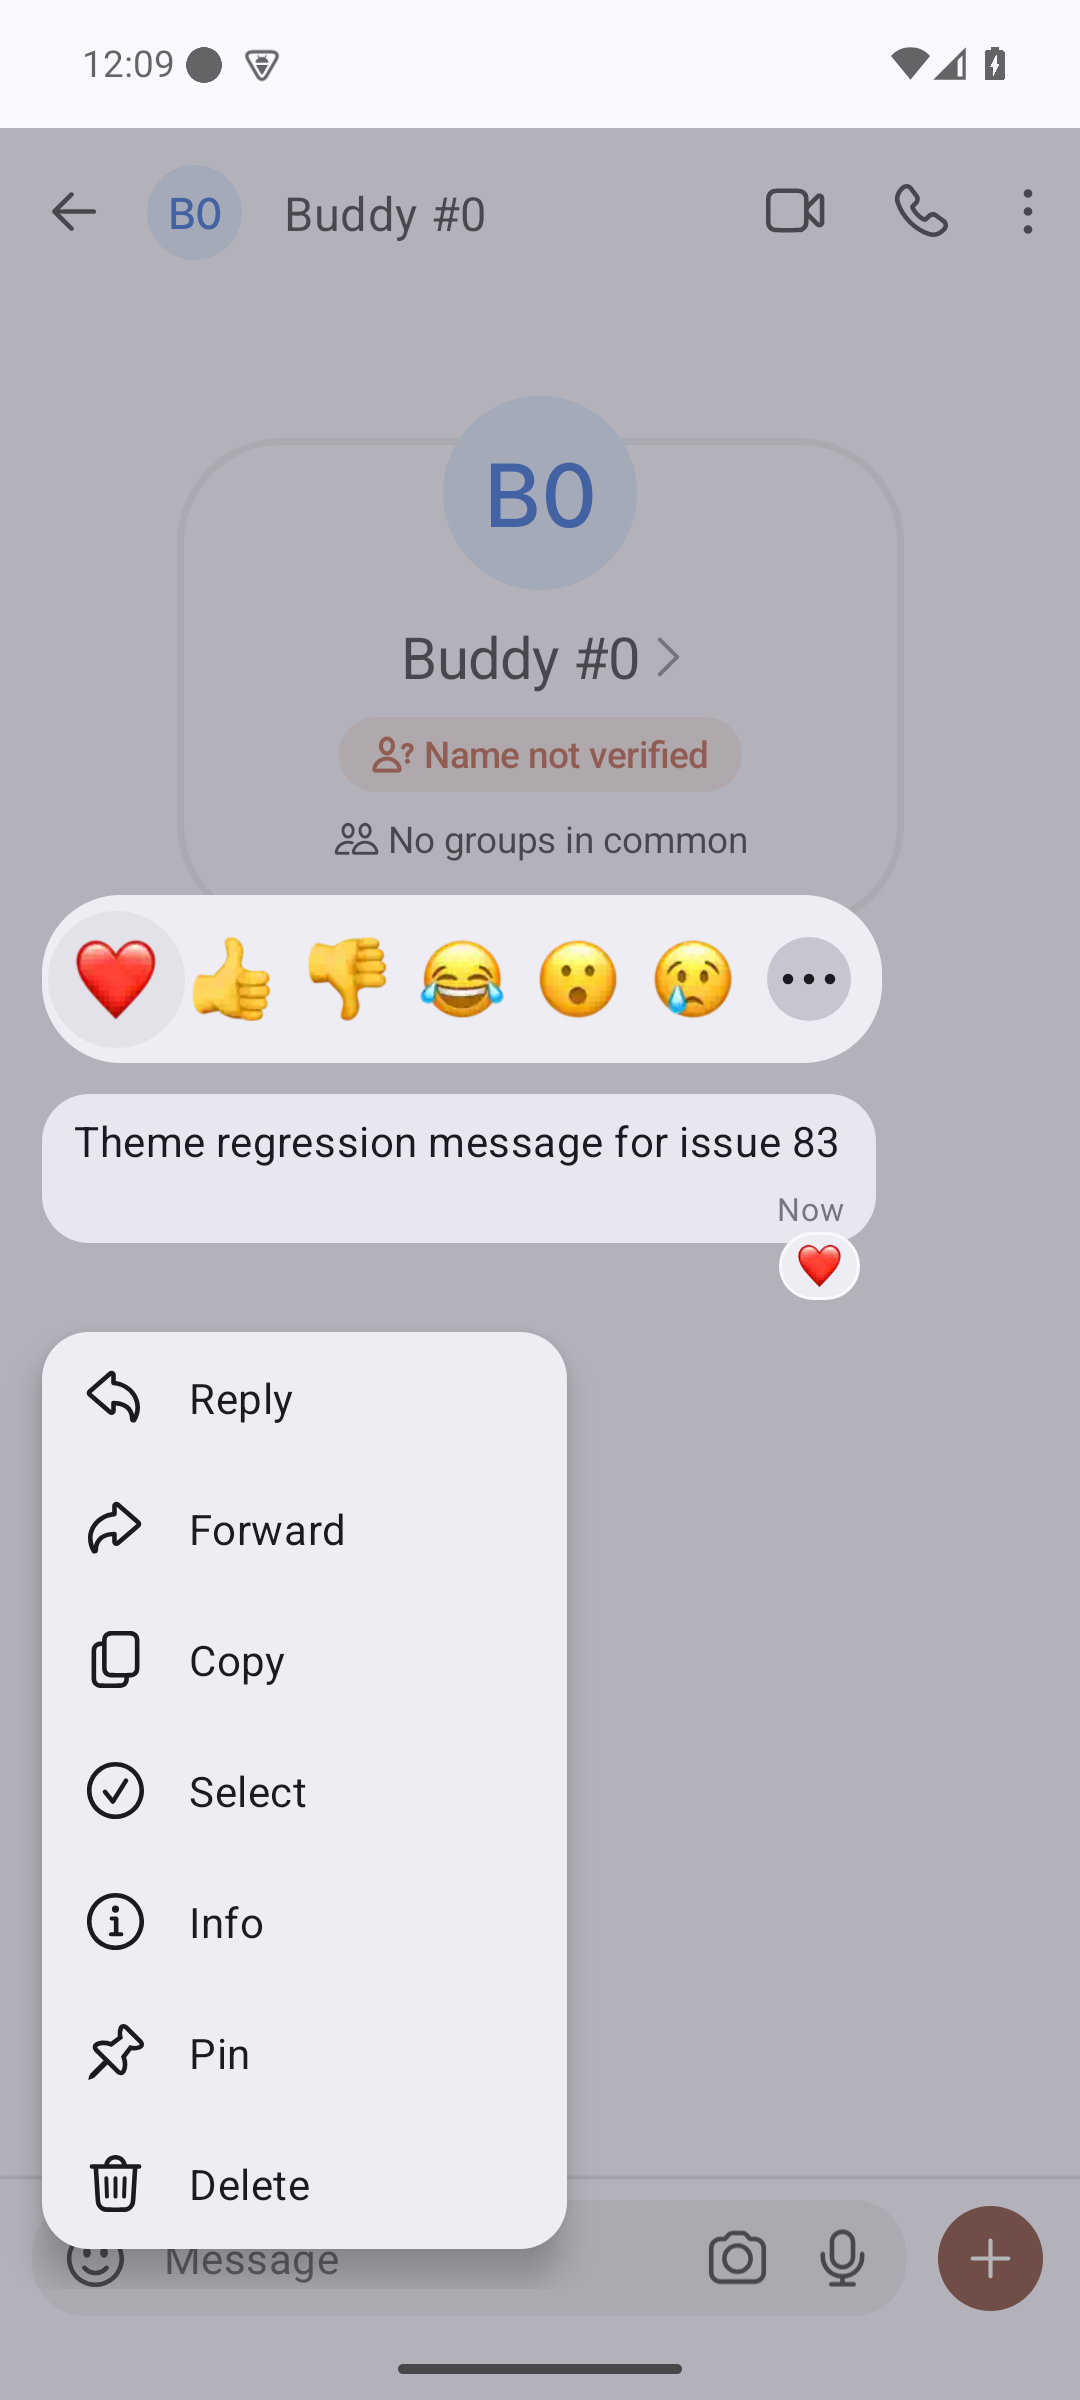 12:09
B0 Buddy #0
B0
Buddy #0
Name not verified
No groups in common
Theme regression message for issue 83
Now
Reply
Forward
Copy
Select
Info
Pin
Delete
Message